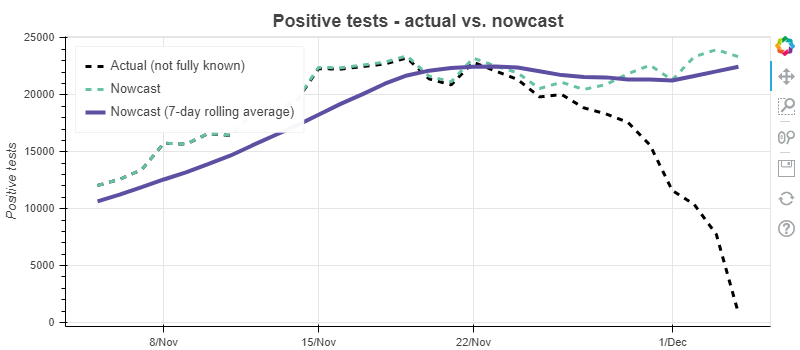 Positive tests - actual vs. nowcast
Actual (not fully known)
Nowcast
Nowcast (7-day rolling average)
Positive tests
25000
20000
15000
10000
5000
0
8/Nov
15/Nov
22/Nov
1/Dec